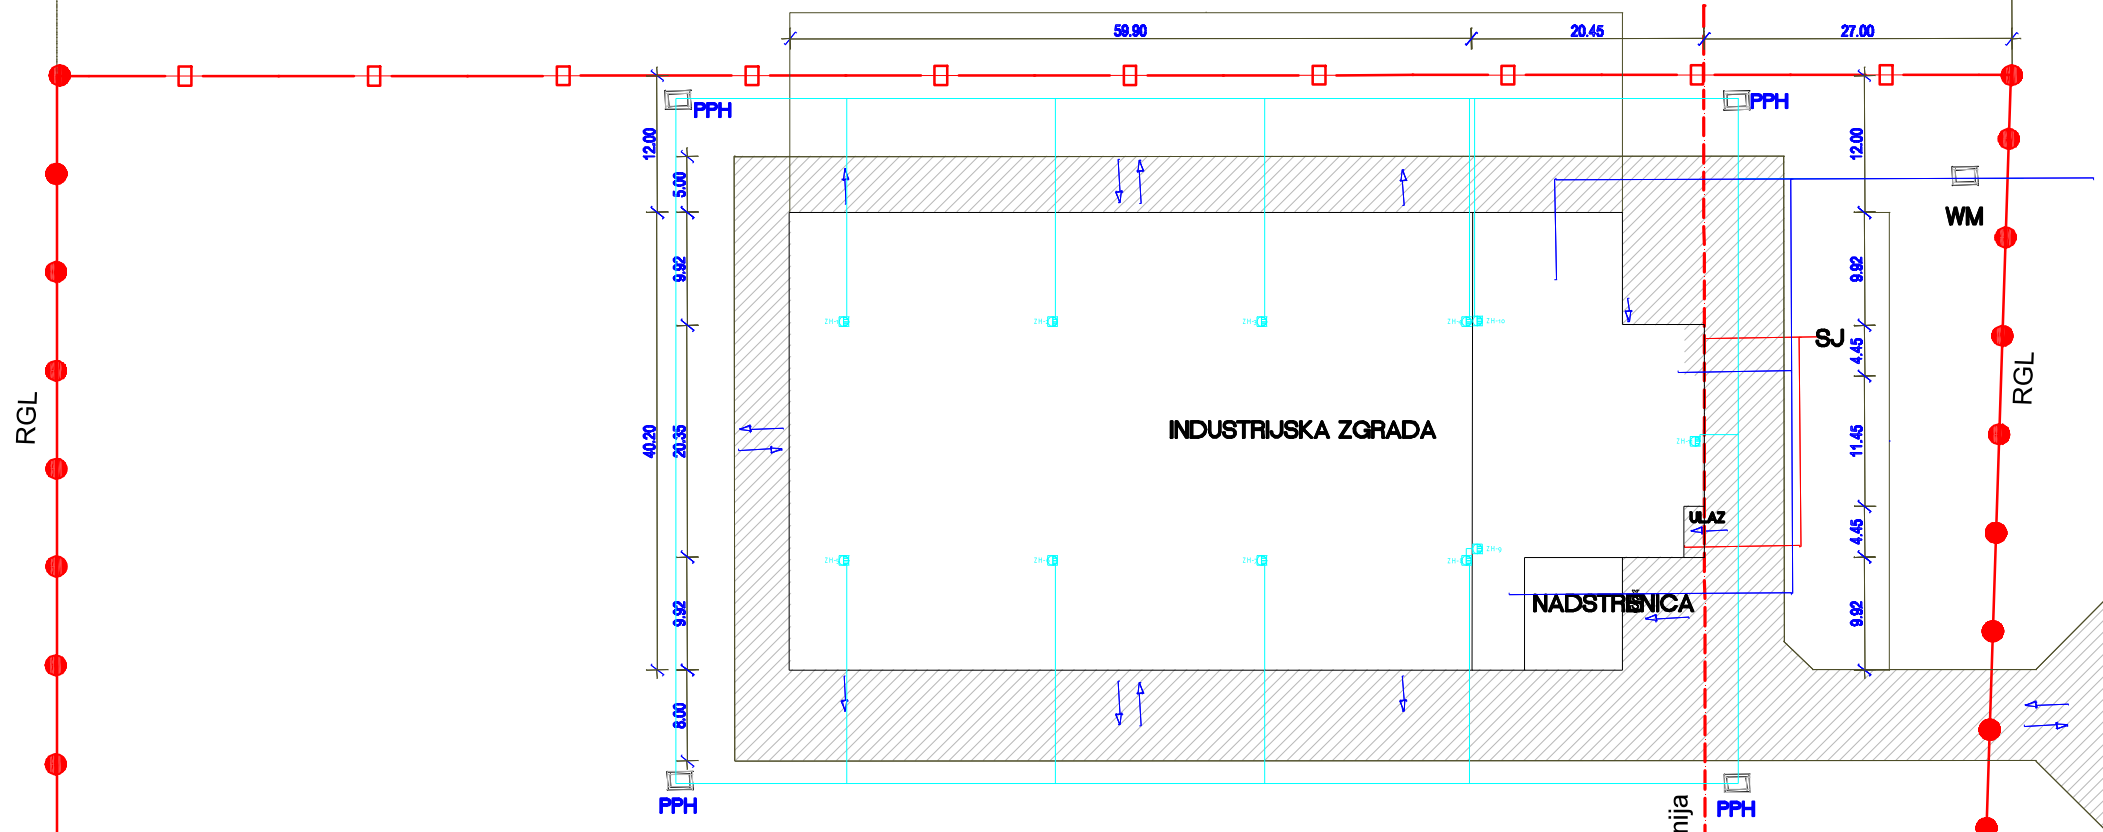 59.90
20.45
27.00
PPH
PPH
12.00
12.00
5.00
WM
9.92
9.92
SJ
4.45
RGL
RGL
INDUSTRIJSKA ZGRADA
40.20
20.35
11.45
ULAZ
4.45
NADSTREŠNICA
9.92
9.92
8.00
PPH
PPH
nija